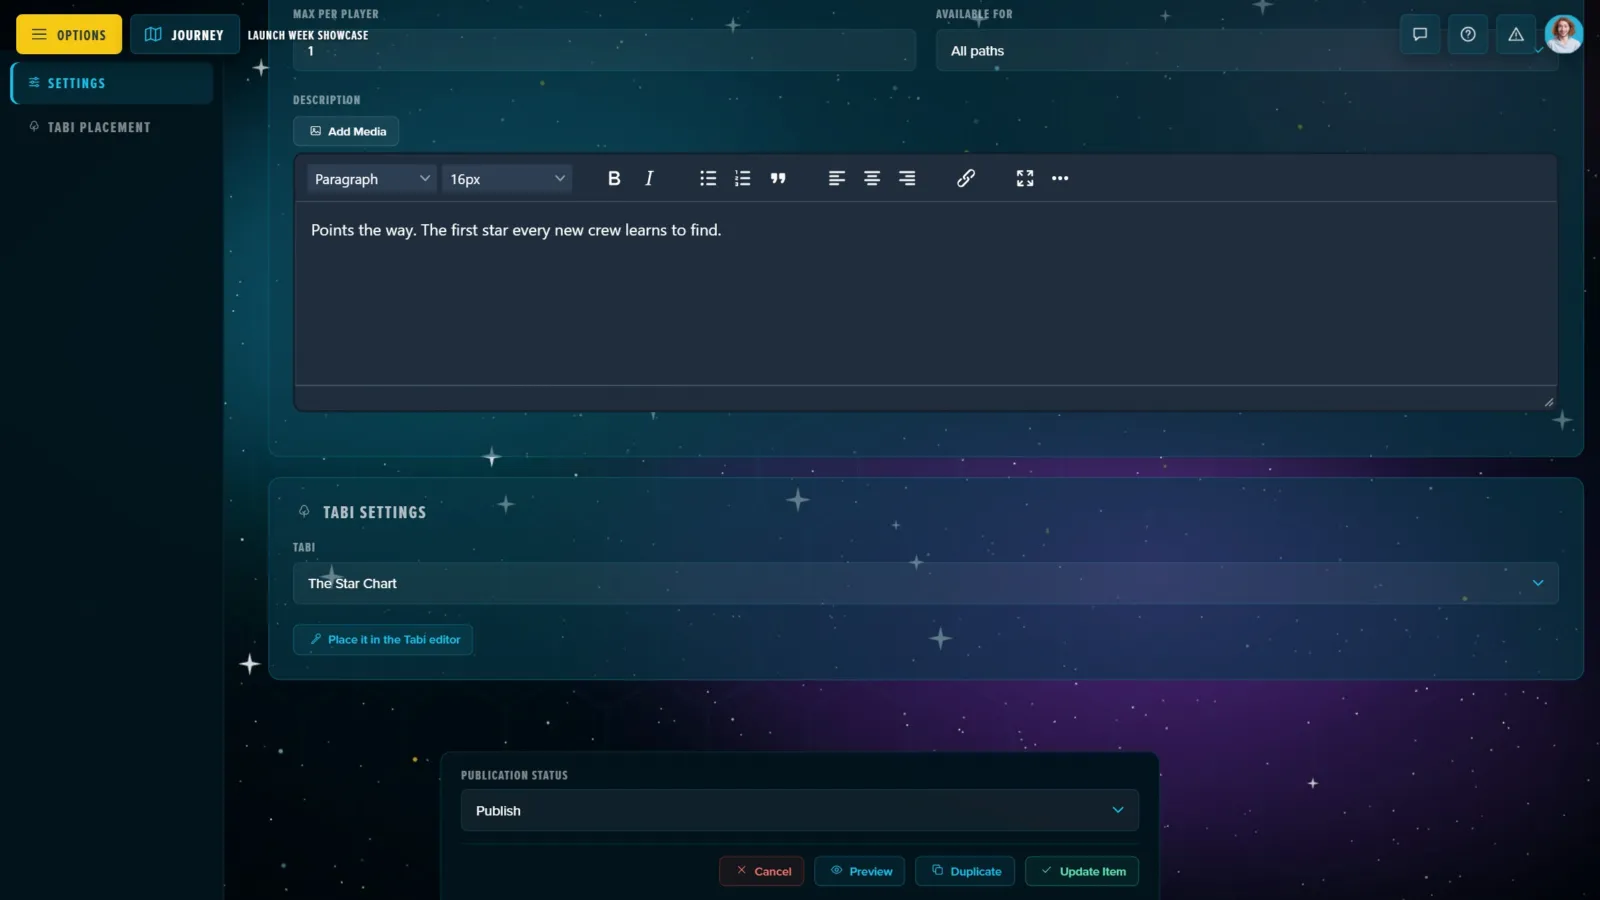 OPTIONS
JOURNEY
LAUNCH WEEK SHOWCASE
SETTINGS
TABI PLACEMENT
MAX PER PLAYER
1
AVAILABLE FOR
All paths
DESCRIPTION
Add Media
Paragraph
16px
B
I
Points the way. The first star every new crew learns to find.
TABI SETTINGS
TABI
The Star Chart
Place it in the Tabi editor
PUBLICATION STATUS
Publish
Cancel
Preview
Duplicate
Update Item